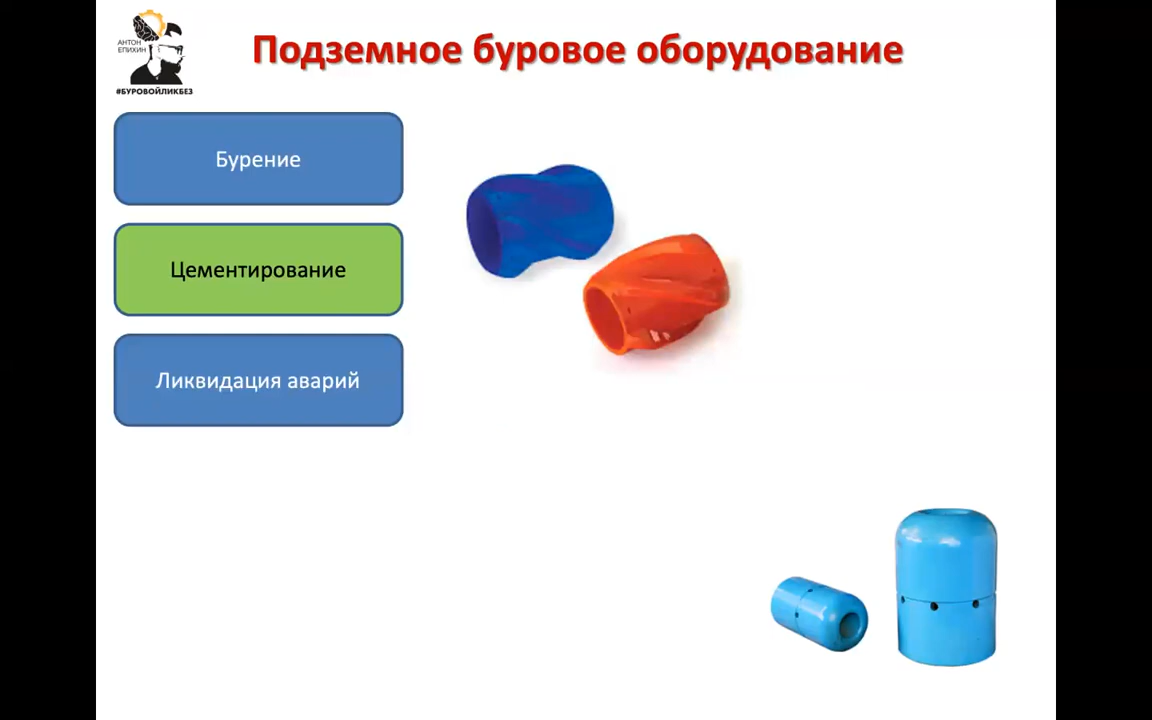 АНТОН
ЕПИХИН
#БУРОВОЙЛИКБЕЗ
Подземное буровое оборудование
Бурение
Цементирование
Ликвидация аварий